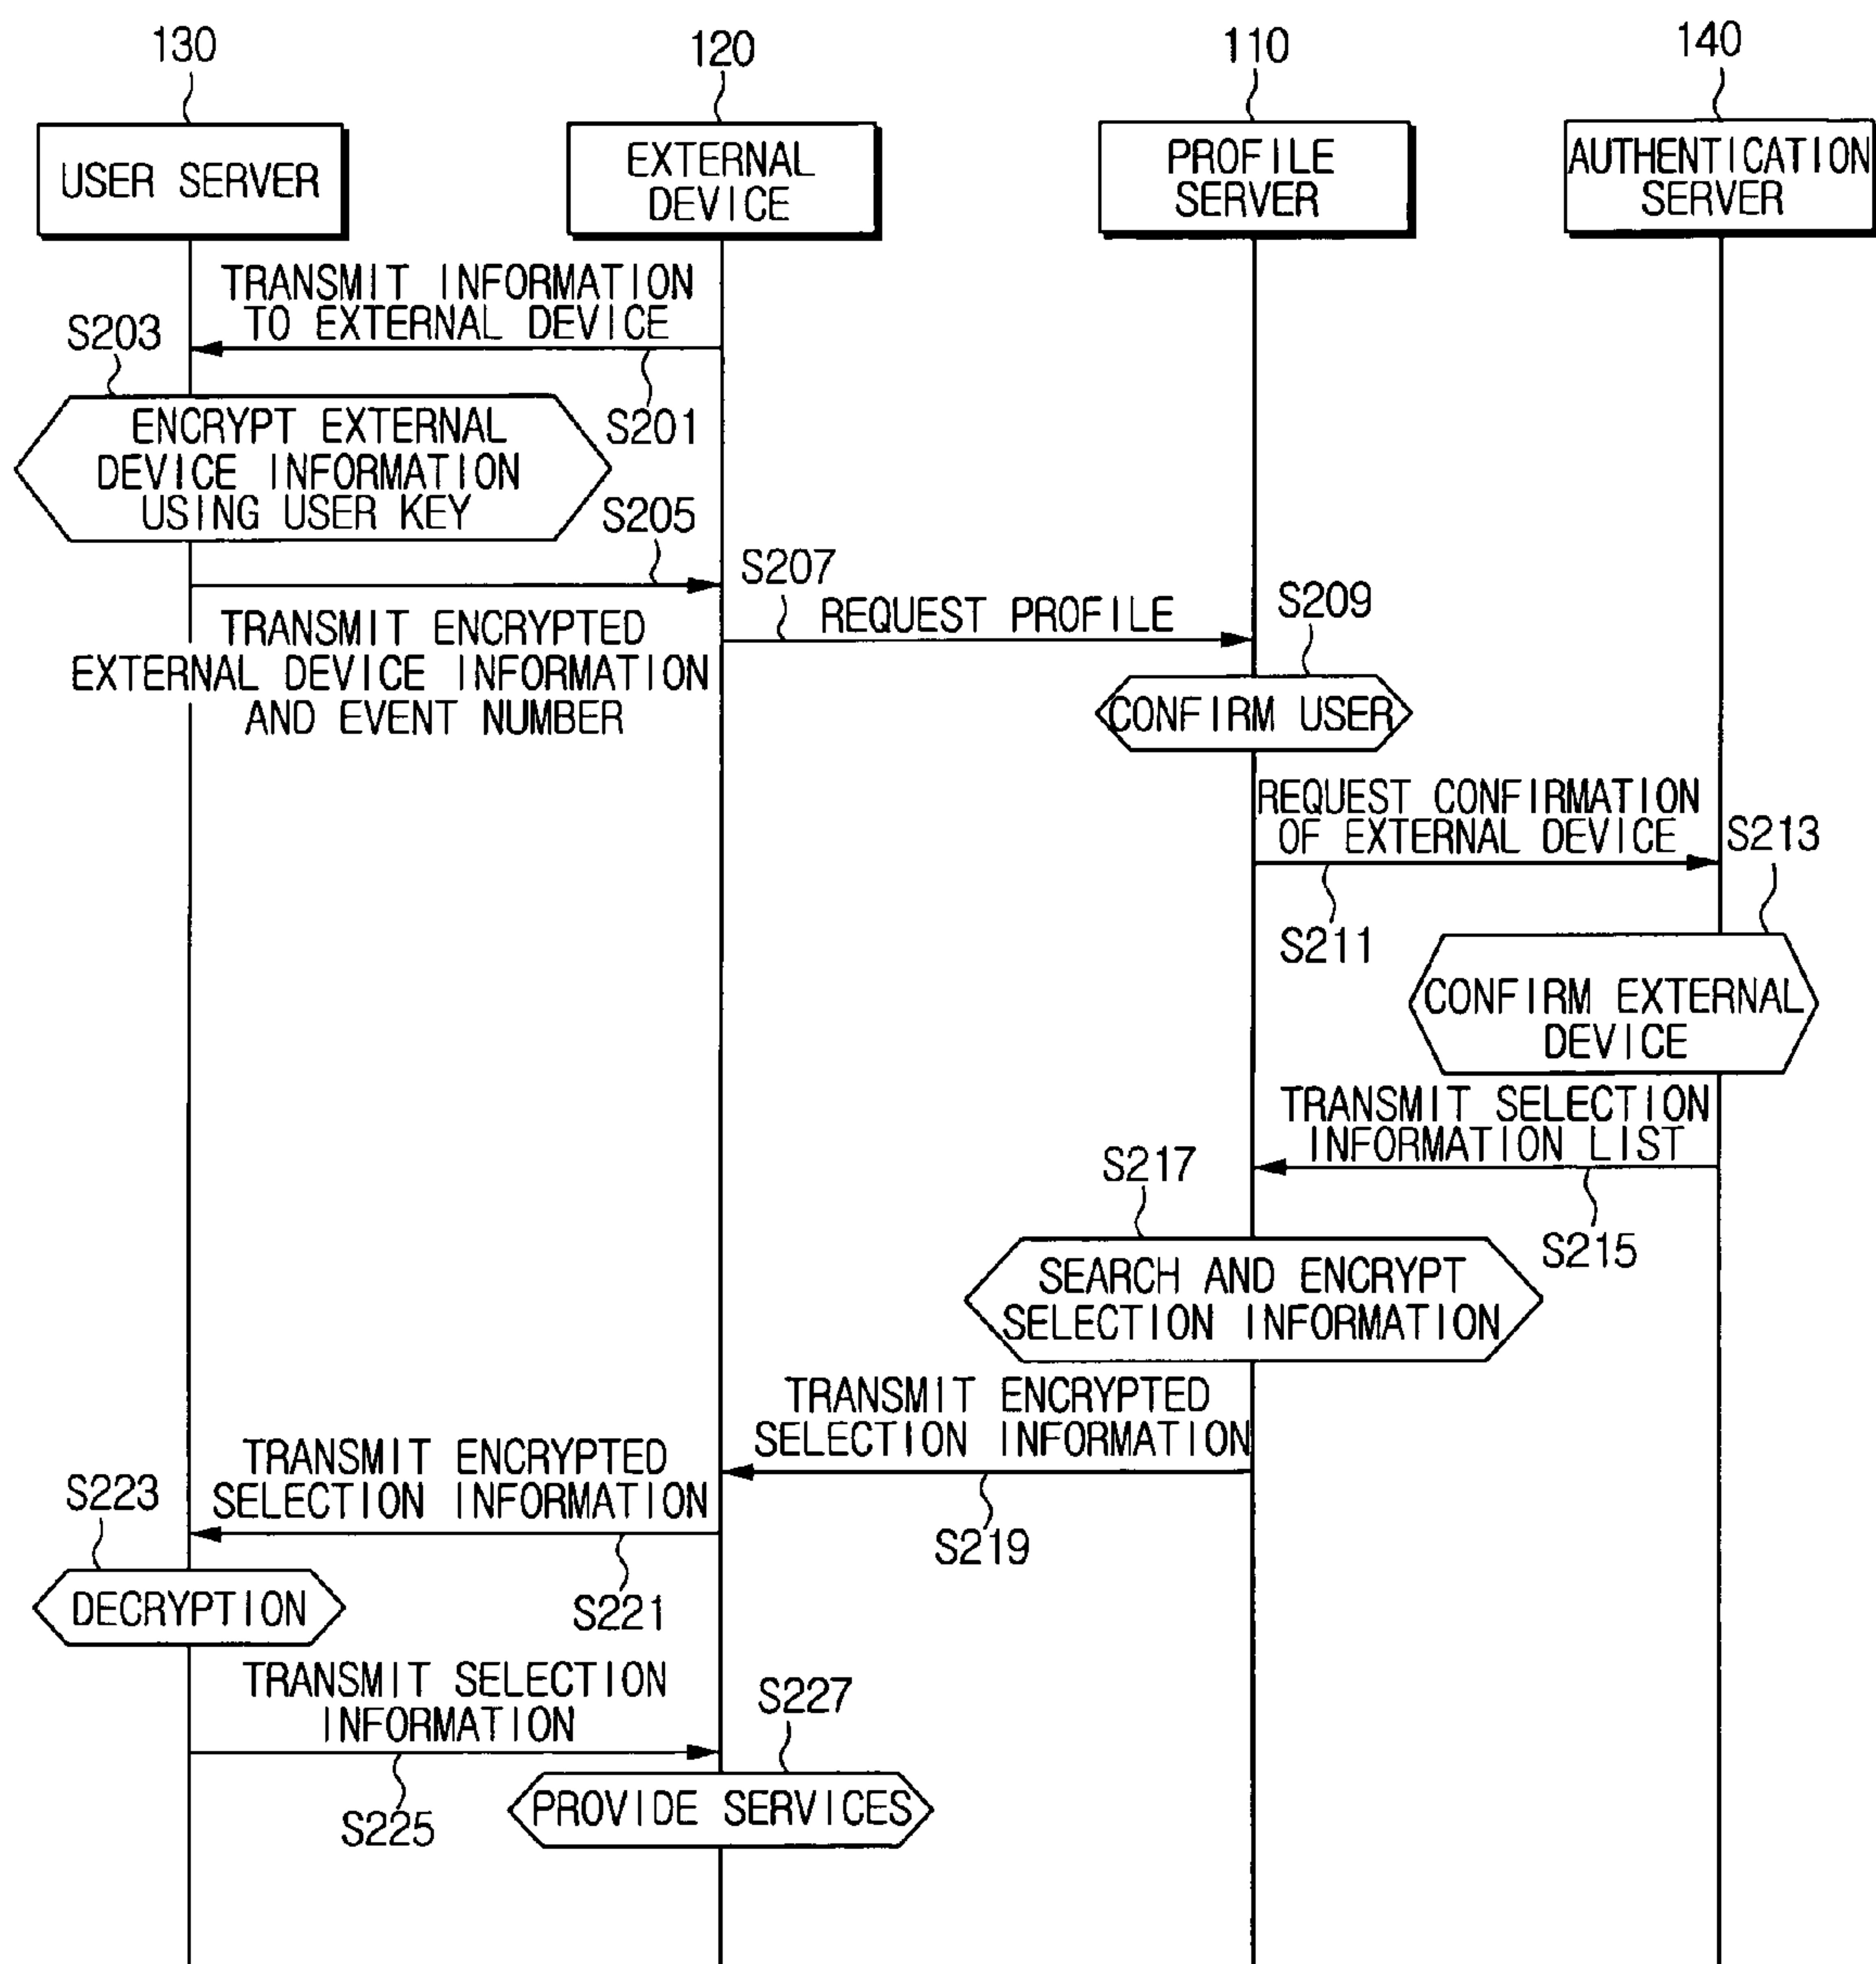 130
120
110
140
USER SERVER
EXTERNAL
DEVICE
PROFILE
SERVER
AUTHENTICATION
SERVER
TRANSMIT INFORMATION
TO EXTERNAL DEVICE
S203
S201
ENCRYPT EXTERNAL
DEVICE INFORMATION
USING USER KEY
S205
TRANSMIT ENCRYPTED
EXTERNAL DEVICE INFORMATION
AND EVENT NUMBER
S207
REQUEST PROFILE
S209
CONFIRM USER
REQUEST CONFIRMATION
OF EXTERNAL DEVICE
S213
S211
CONFIRM EXTERNAL
DEVICE
TRANSMIT SELECTION
INFORMATION LIST
S217
S215
SEARCH AND ENCRYPT
SELECTION INFORMATION
TRANSMIT ENCRYPTED
SELECTION INFORMATION
S219
TRANSMIT ENCRYPTED
SELECTION INFORMATION
S223
S221
DECRYPTION
TRANSMIT SELECTION
INFORMATION
S227
S225
PROVIDE SERVICES